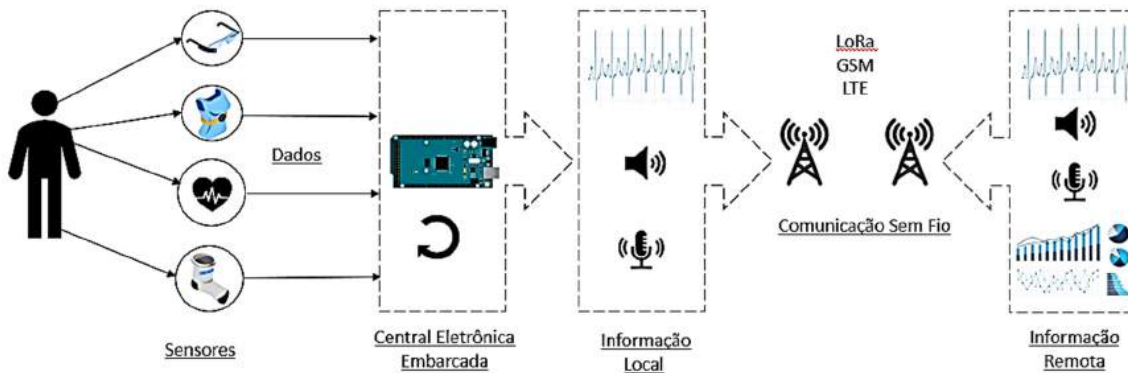 LoRa
GSM
LTE
Dados
Comunicação Sem Fio
Sensores
Central Eletrônica
Embarcada
Informação
Local
Informação
Remota